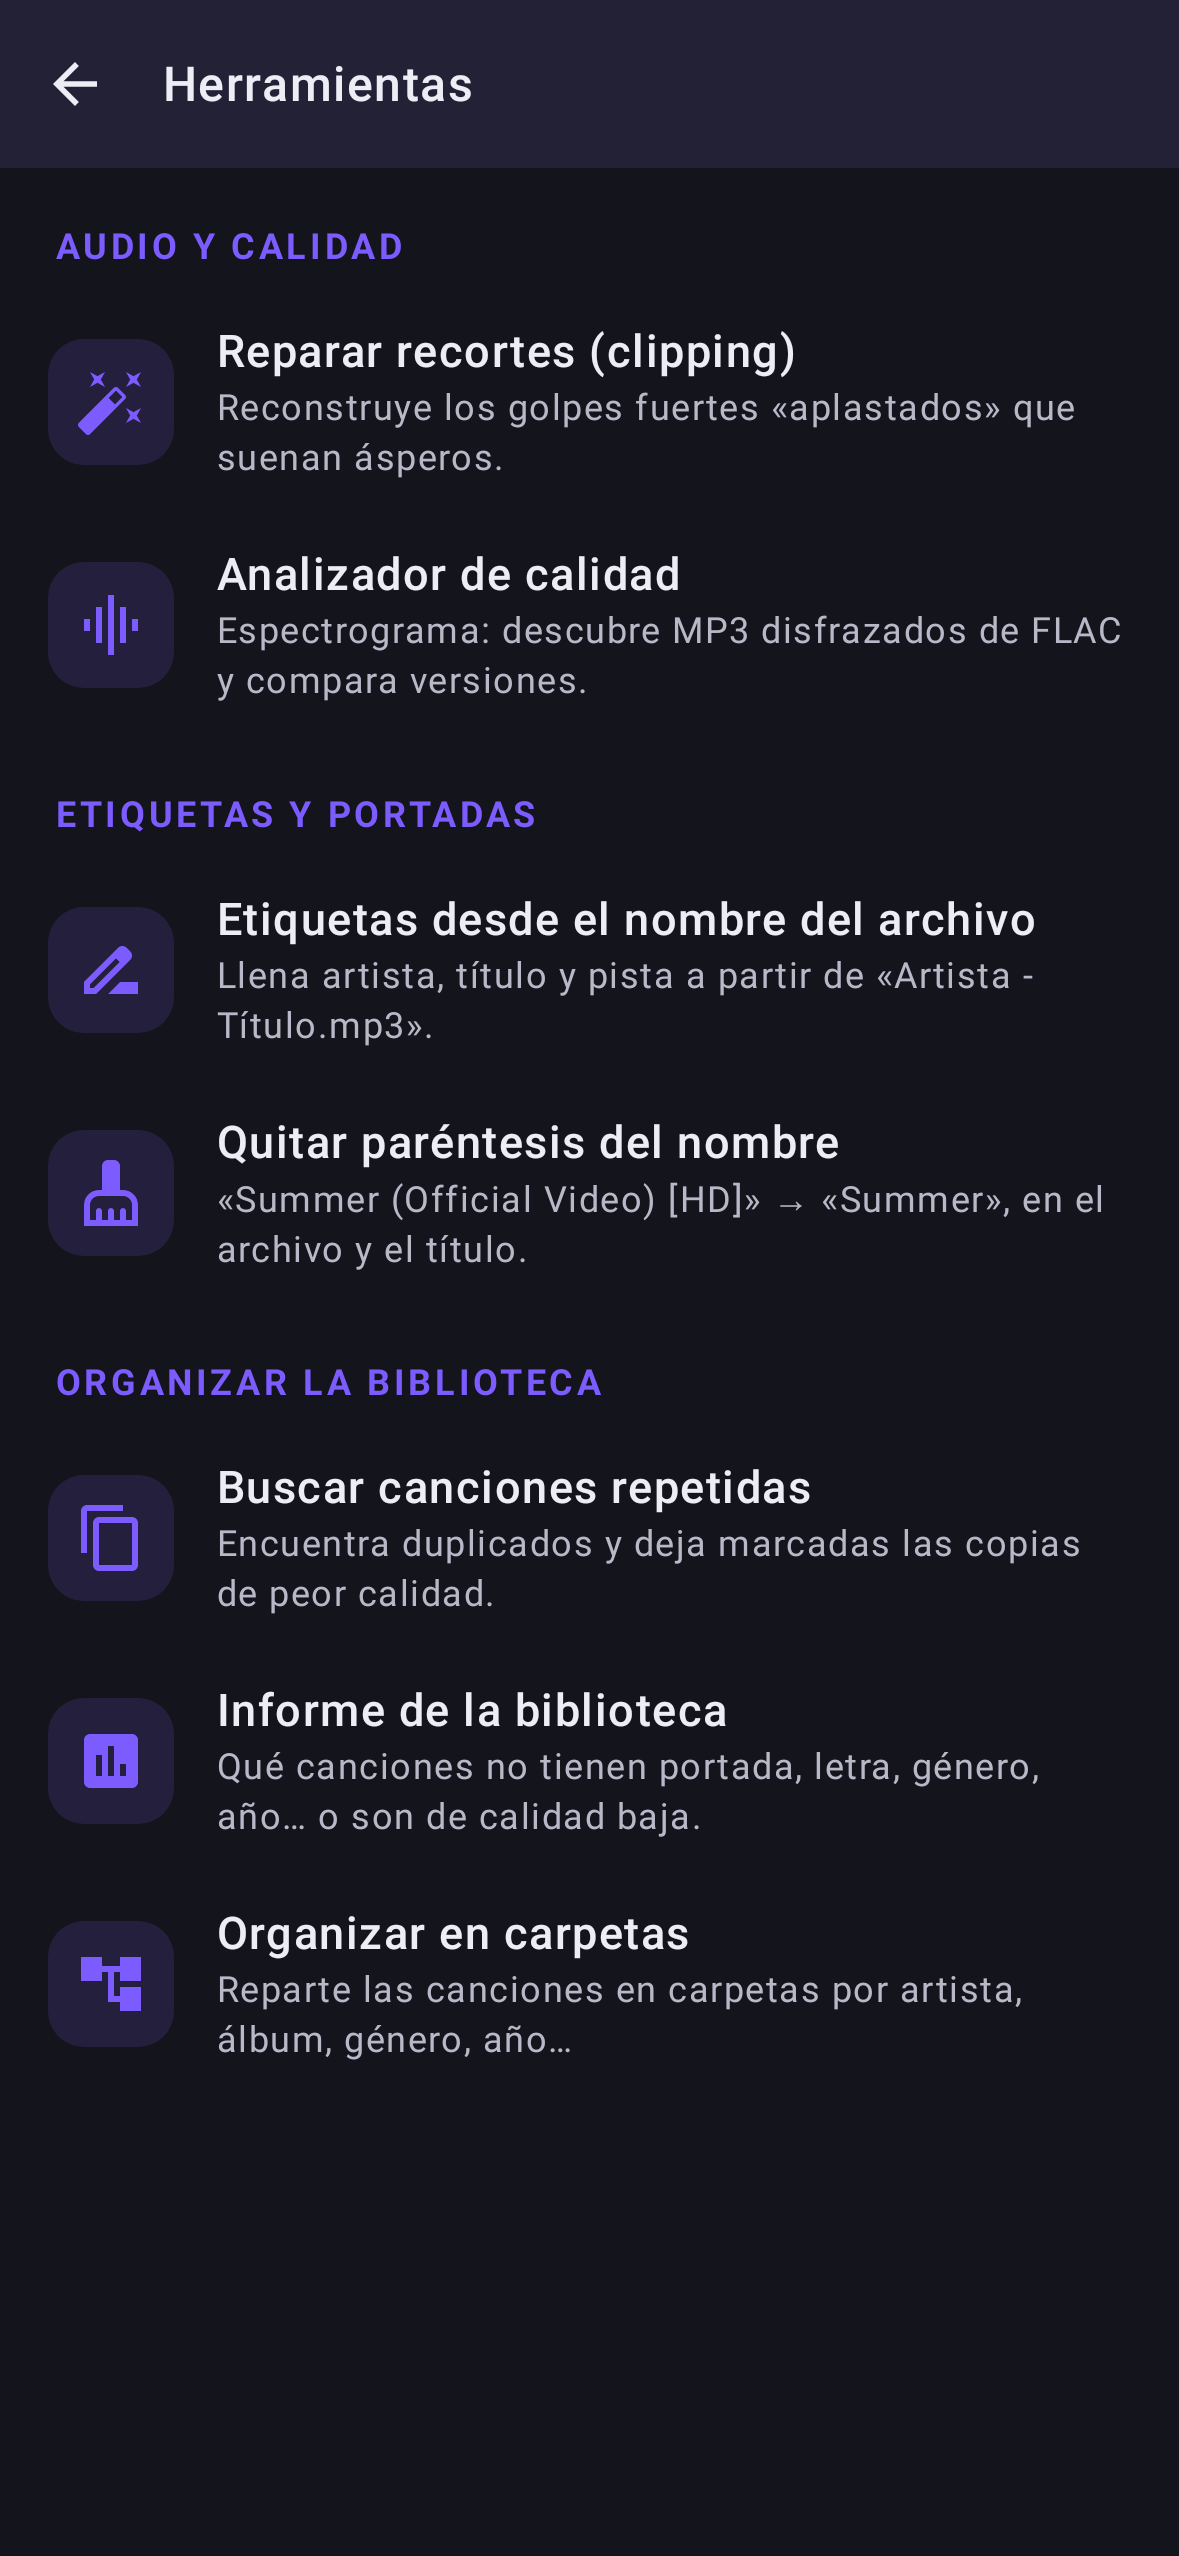 Herramientas
AUDIO Y CALIDAD
Reparar recortes (clipping)
Reconstruye los golpes fuertes «aplastados» que
suenan ásperos.
Analizador de calidad
Espectrograma: descubre MP3 disfrazados de FLAC
y compara versiones.
ETIQUETAS Y PORTADAS
Etiquetas desde el nombre del archivo
Llena artista, título y pista a partir de «Artista -
Título.mp3».
Quitar paréntesis del nombre
«Summer (Official Video) [HD]» → «Summer», en el
archivo y el título.
ORGANIZAR LA BIBLIOTECA
Buscar canciones repetidas
Encuentra duplicados y deja marcadas las copias
de peor calidad.
Informe de la biblioteca
Qué canciones no tienen portada, letra, género,
año… o son de calidad baja.
Organizar en carpetas
Reparte las canciones en carpetas por artista,
álbum, género, año…